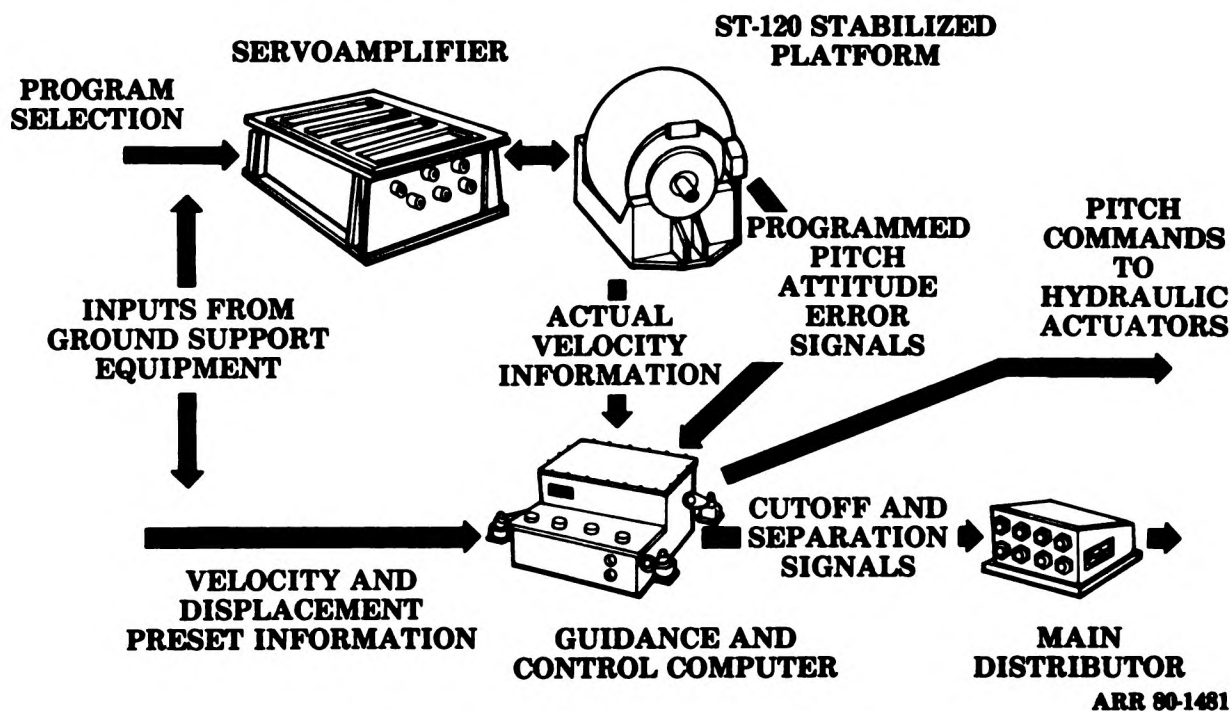 ST-120 STABILIZED
PLATFORM
SERVOAMPLIFIER
PROGRAM
SELECTION
PROGRAMMED
PITCH
ATTITUDE
ERROR
SIGNALS
PITCH
COMMANDS
TO
HYDRAULIC
ACTUATORS
INPUTS FROM
GROUND SUPPORT
EQUIPMENT
ACTUAL
VELOCITY
INFORMATION
CUTOFF AND
SEPARATION
SIGNALS
VELOCITY AND
DISPLACEMENT
PRESET INFORMATION
GUIDANCE AND
CONTROL COMPUTER
MAIN
DISTRIBUTOR
ARR 80-1481